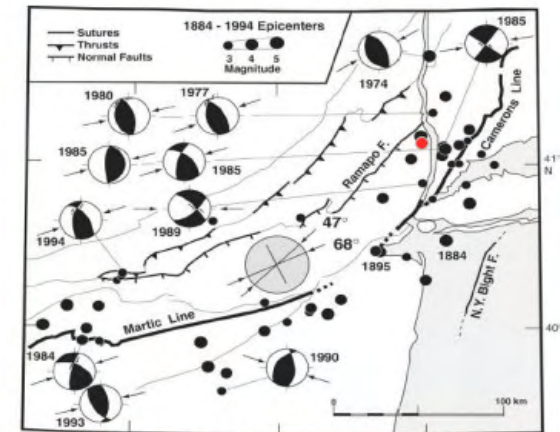 Sutures
Thrusts
Normal Faults
1884 - 1994 Epicenters
3 4 5
Magnitude
1985
1974
1980
1977
Camerons Line
1985
1985
Ramapo F.
41°
N
1994
1989
47°
68°
1895
1884
N.Y. Bight F.
Martic Line
40°
1984
1990
1993
0
100 km